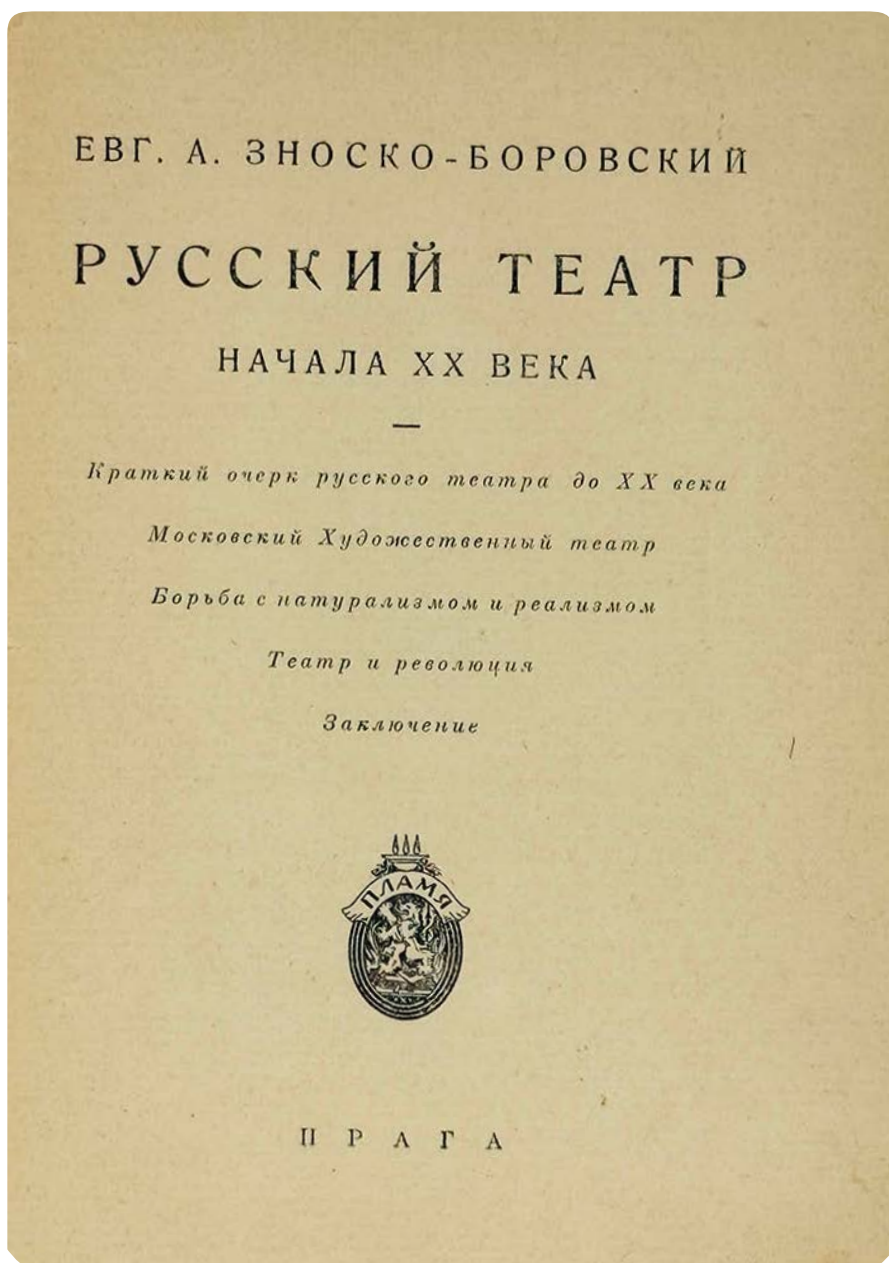 ЕВГ. А. ЗНОСКО-БОРОВСКИЙ
РУССКИЙ ТЕАТР
НАЧАЛА XX ВЕКА
Краткий очерк русского театра до XX века
Московский Художественный театр
Борьба с натурализмом и реализмом
Театр и революция
Заключение
ПЛАМЯ
ПРАГА